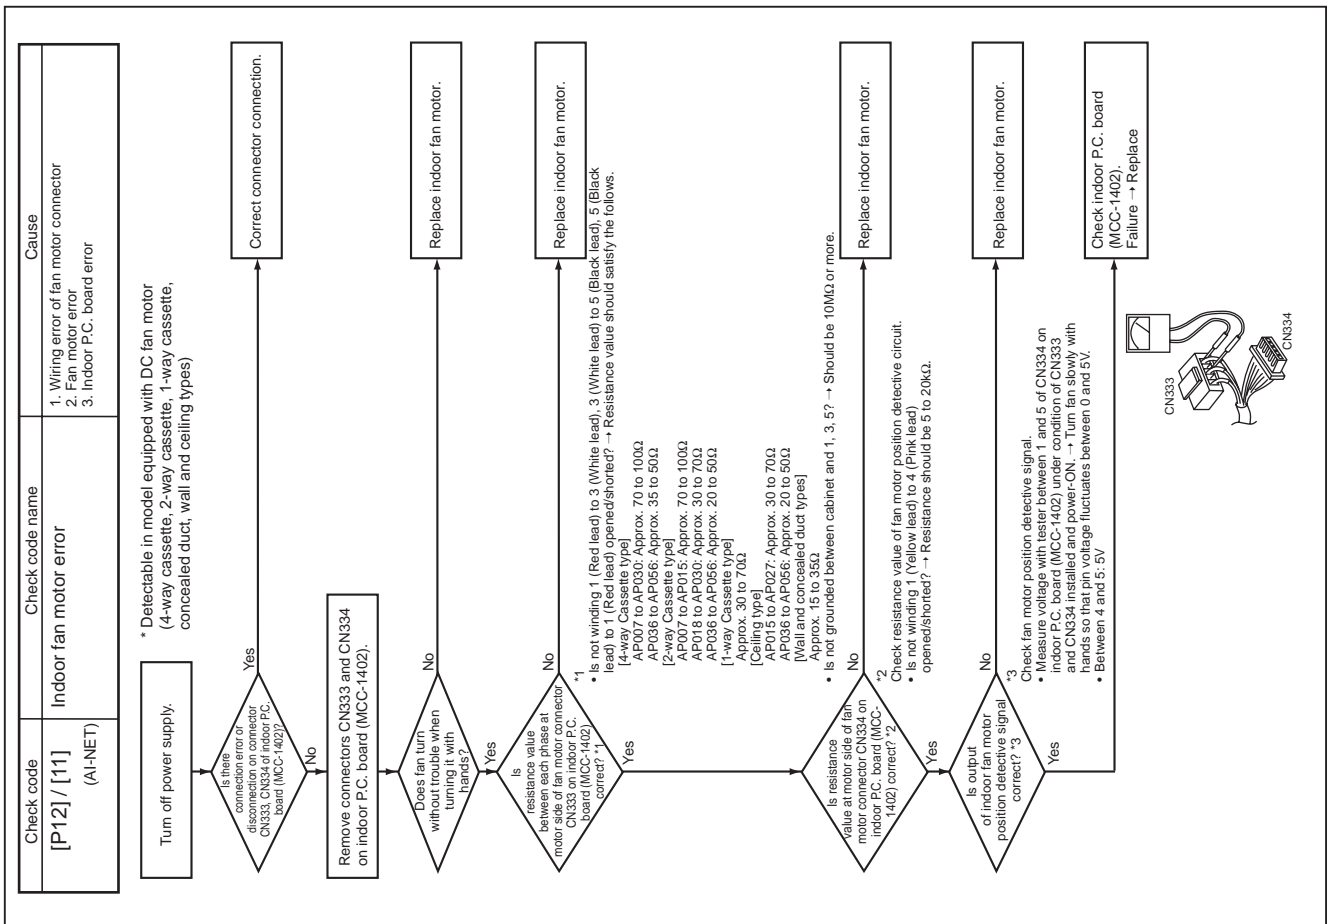 Check code
Check code name
Cause
[P12] / [11]
(AI-NET)
Indoor fan motor error
1. Wiring error of fan motor connector
2. Fan motor error
3. Indoor P.C. board error
* Detectable in model equipped with DC fan motor
(4-way cassette, 2-way cassette, 1-way cassette,
concealed duct, wall and ceiling types)
Turn off power supply.
Is there
connection error or
disconnection on connector
CN333, CN334 of indoor P.C.
board (MCC-1402)?
Yes
Correct connector connection.
No
Remove connectors CN333 and CN334
on indoor P.C. board (MCC-1402).
Does fan turn
without trouble when
turning it with
hands?
No
Replace indoor fan motor.
Yes
Is
resistance value
between each phase at
motor side of fan motor connector
CN333 on indoor P.C.
board (MCC-1402)
correct? *1
No
Replace indoor fan motor.
*1
• Is not winding 1 (Red lead) to 3 (White lead), 3 (White lead) to 5 (Black lead), 5 (Black
lead) to 1 (Red lead) opened/shorted? → Resistance value should satisfy the follows.
[4-way Cassette type]
AP007 to AP030: Approx. 70 to 100Ω
AP036 to AP056: Approx. 35 to 50Ω
[2-way Cassette type]
AP007 to AP015: Approx. 70 to 100Ω
AP018 to AP030: Approx. 30 to 70Ω
AP036 to AP056: Approx. 20 to 50Ω
[1-way Cassette type]
Approx. 30 to 70Ω
[Ceiling type]
AP015 to AP027: Approx. 30 to 70Ω
AP036 to AP056: Approx. 20 to 50Ω
[Wall and concealed duct types]
Approx. 15 to 35Ω
• Is not grounded between cabinet and 1, 3, 5? → Should be 10MΩ or more.
Yes
Is resistance
value at motor side of fan
motor connector CN334 on
indoor P.C. board (MCC-
1402) correct? *2
No
Replace indoor fan motor.
*2
Check resistance value of fan motor position detective circuit.
• Is not winding 1 (Yellow lead) to 4 (Pink lead)
opened/shorted? → Resistance should be 5 to 20kΩ.
Yes
Is output
of indoor fan motor
position detective signal
correct? *3
No
Replace indoor fan motor.
*3
Check fan motor position detective signal.
• Measure voltage with tester between 1 and 5 of CN334 on
indoor P.C. board (MCC-1402) under condition of CN333
and CN334 installed and power-ON. → Turn fan slowly with
hands so that pin voltage fluctuates between 0 and 5V.
• Between 4 and 5: 5V
Yes
Check indoor P.C. board
(MCC-1402).
Failure → Replace
CN333
CN334